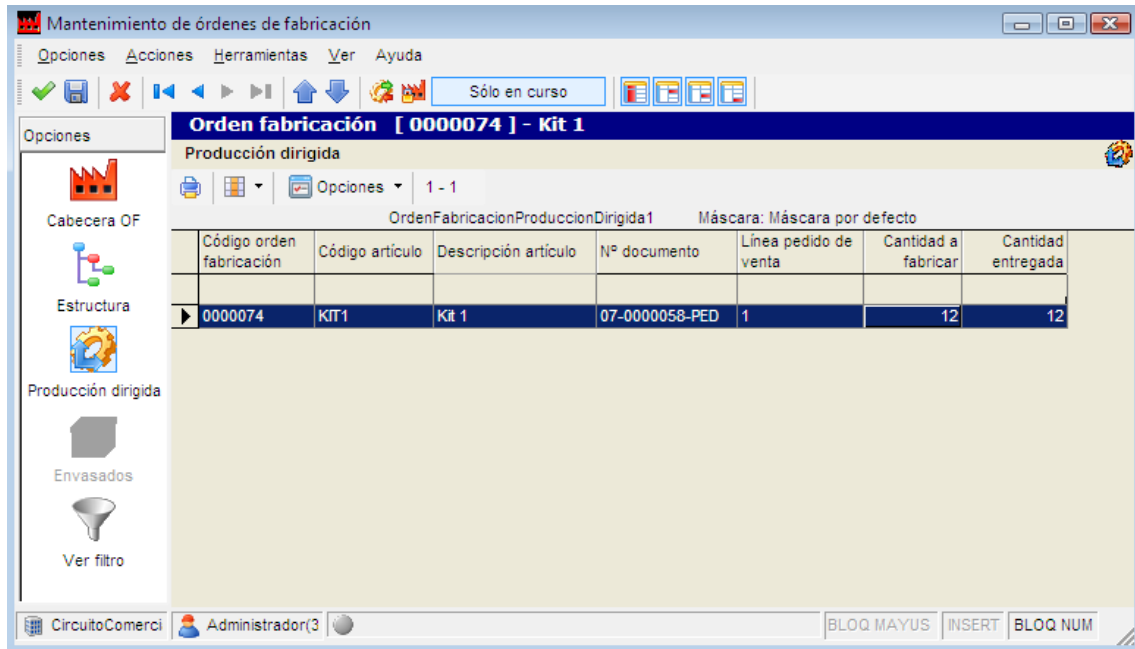 Mantenimiento de órdenes de fabricación
Opciones Acciones Herramientas Ver Ayuda
Sólo en curso
Opciones
Orden fabricación [ 0000074 ] - Kit 1
Producción dirigida
Opciones 1 - 1
Cabecera OF
OrdenFabricacionProduccionDirigida1 Máscara: Máscara por defecto
Código orden fabricación Código artículo Descripción artículo Nº documento Línea pedido de venta Cantidad a fabricar Cantidad entregada
Estructura
0000074 KIT1 Kit 1 07-0000058-PED 1 12 12
Producción dirigida
Envasados
Ver filtro
CircuitoComerci Administrador(3 BLOQ MAYUS INSERT BLOQ NUM